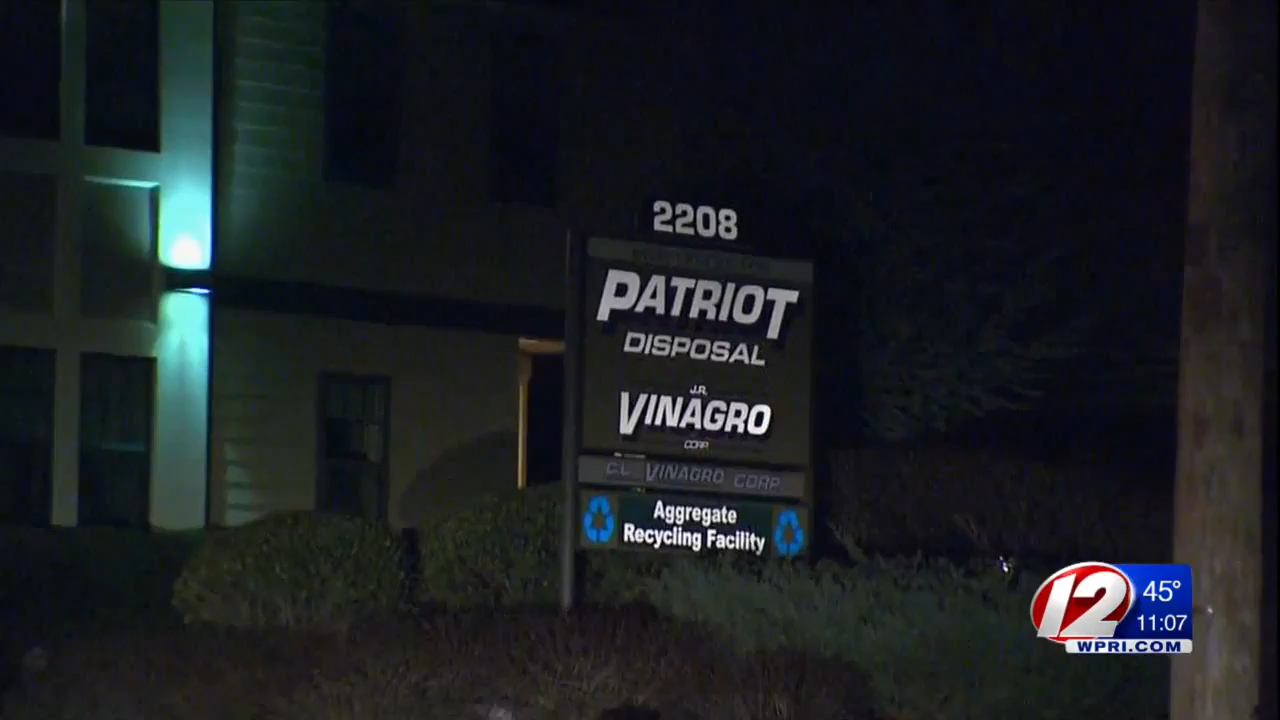 2208
PATRIOT
DISPOSAL
J.R.
VINAGRO
CORP.
C.L. VINAGRO CORP.
Aggregate
Recycling Facility
12
45°
11:07
WPRI.COM